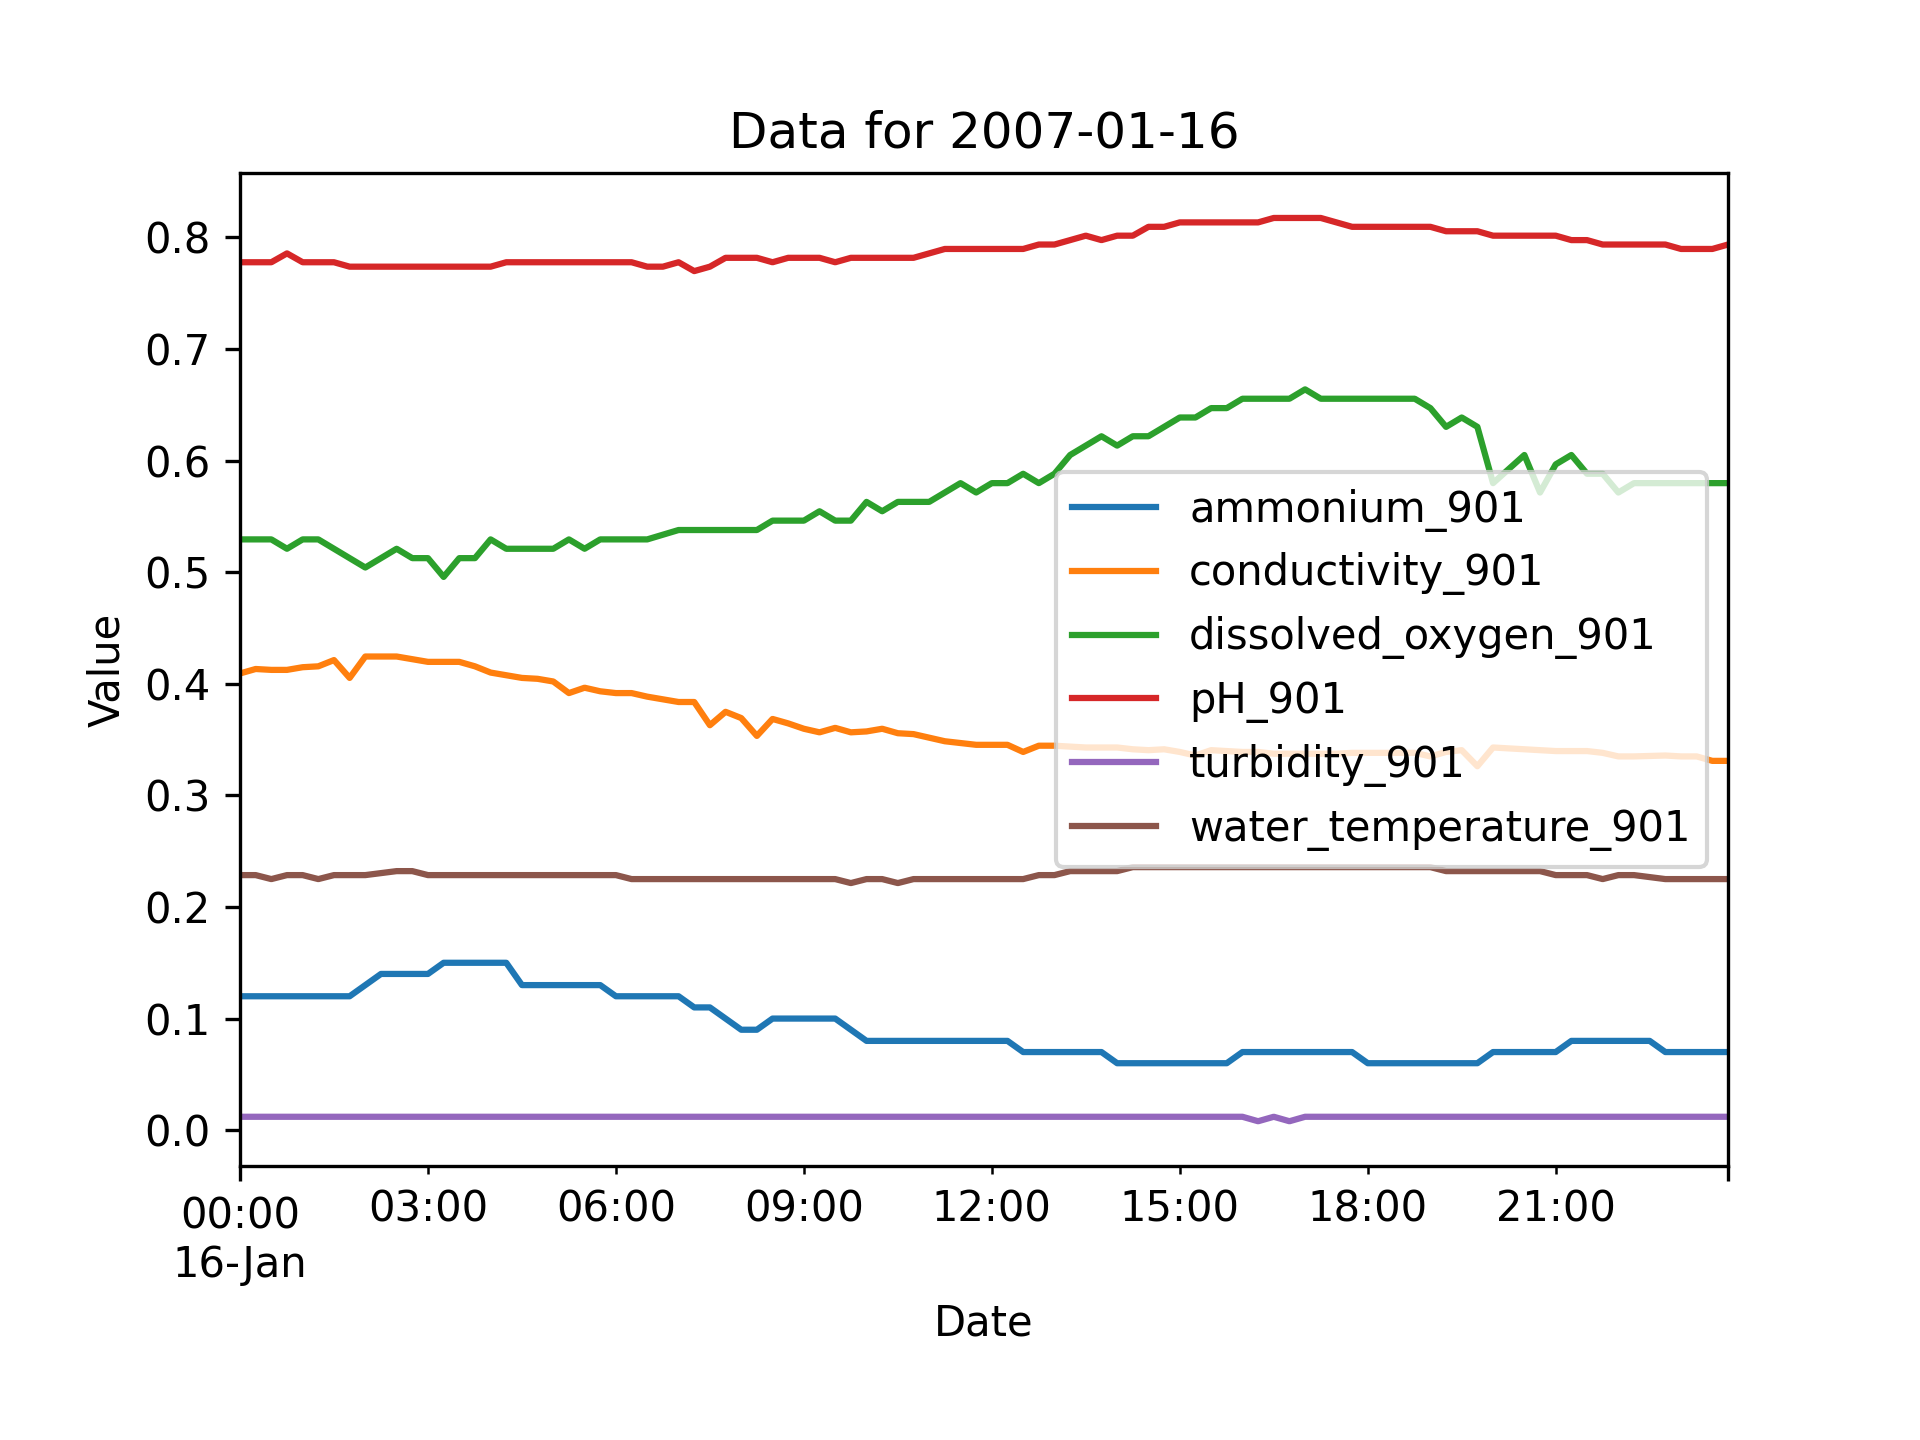 Data for 2007-01-16
Value
0.8
0.7
0.6
0.5
0.4
0.3
0.2
0.1
0.0
ammonium_901
conductivity_901
dissolved_oxygen_901
pH_901
turbidity_901
water_temperature_901
00:00 03:00 06:00 09:00 12:00 15:00 18:00 21:00
16-Jan
Date